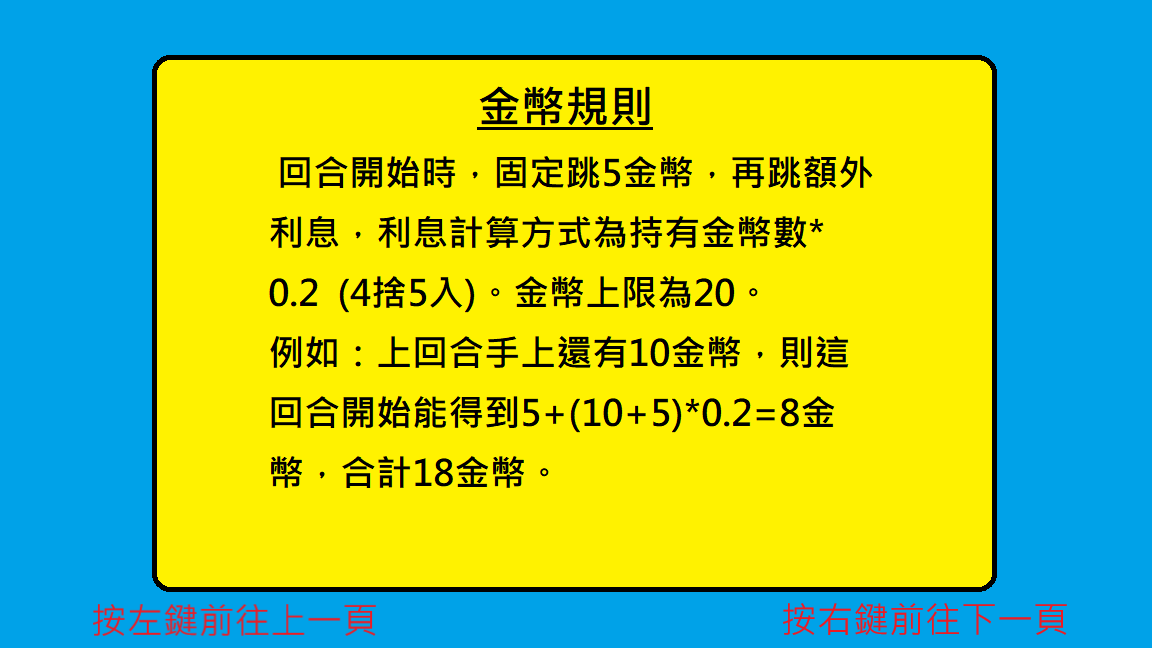 金幣規則
回合開始時，固定跳5金幣，再跳額外
利息，利息計算方式為持有金幣數*
0.2 (4捨5入)。金幣上限為20。
例如：上回合手上還有10金幣，則這
回合開始能得到5+(10+5)*0.2=8金
幣，合計18金幣。
按左鍵前往上一頁
按右鍵前往下一頁